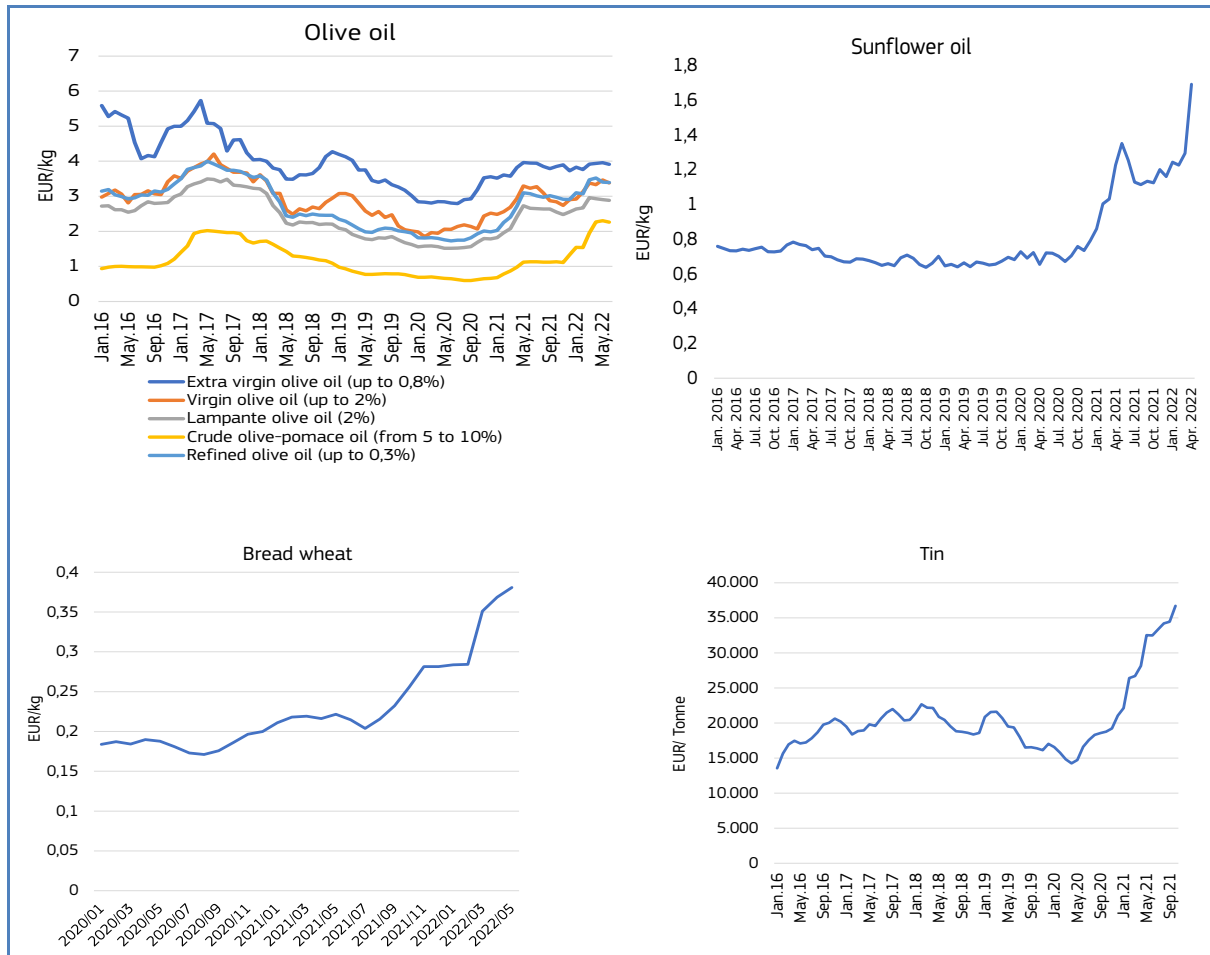 Olive oil
7
6
5
4
3
2
1
0
EUR/kg
Jan.16
May.16
Sep.16
Jan.17
May.17
Sep.17
Jan.18
May.18
Sep.18
Jan.19
May.19
Sep.19
Jan.20
May.20
Sep.20
Jan.21
May.21
Sep.21
Jan.22
May.22
Extra virgin olive oil (up to 0,8%)
Virgin olive oil (up to 2%)
Lampante olive oil (2%)
Crude olive-pomace oil (from 5 to 10%)
Refined olive oil (up to 0,3%)
Sunflower oil
1,8
1,6
1,4
1,2
1
0,8
0,6
0,4
0,2
0
EUR/kg
Jan. 2016
Apr. 2016
Jul. 2016
Oct. 2016
Jan. 2017
Apr. 2017
Jul. 2017
Oct. 2017
Jan. 2018
Apr. 2018
Jul. 2018
Oct. 2018
Jan. 2019
Apr. 2019
Jul. 2019
Oct. 2019
Jan. 2020
Apr. 2020
Jul. 2020
Oct. 2020
Jan. 2021
Apr. 2021
Jul. 2021
Oct. 2021
Jan. 2022
Apr. 2022
Bread wheat
0,4
0,35
0,3
0,25
0,2
0,15
0,1
0,05
0
EUR/kg
2020/01
2020/03
2020/05
2020/07
2020/09
2020/11
2021/01
2021/03
2021/05
2021/07
2021/09
2021/11
2022/01
2022/03
2022/05
Tin
40.000
35.000
30.000
25.000
20.000
15.000
10.000
5.000
0
EUR/ Tonne
Jan.16
May.16
Sep.16
Jan.17
May.17
Sep.17
Jan.18
May.18
Sep.18
Jan.19
May.19
Sep.19
Jan.20
May.20
Sep.20
Jan.21
May.21
Sep.21